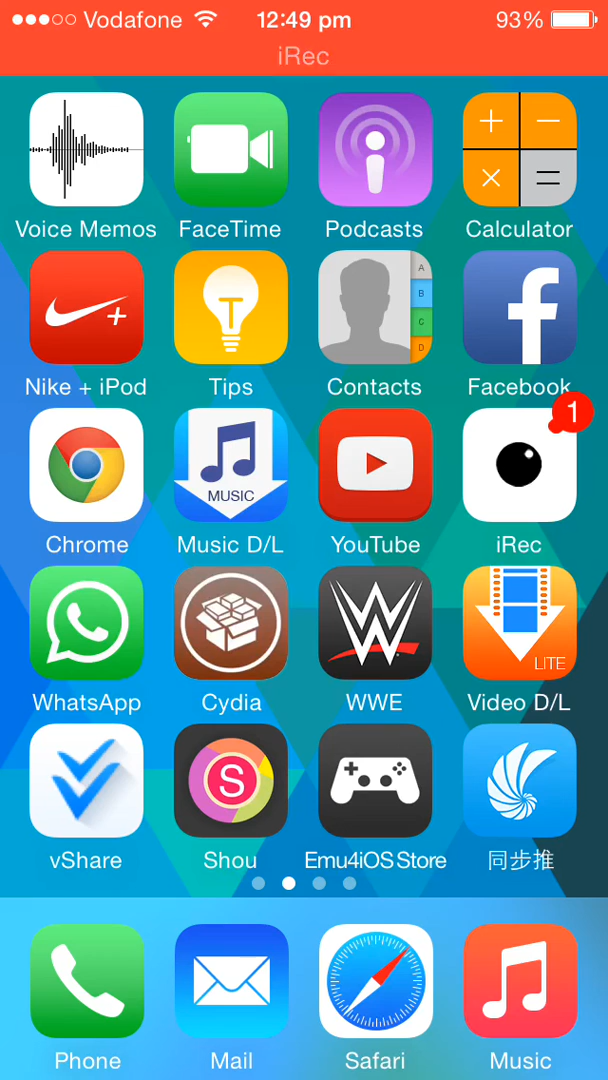 Vodafone 12:49 pm 93%
iRec
Voice Memos FaceTime Podcasts Calculator
A
B
C
D
T
Nike + iPod Tips Contacts Facebook
1
MUSIC
Chrome Music D/L YouTube iRec
W
LITE
WhatsApp Cydia WWE Video D/L
S
vShare Shou Emu4iOS Store 同步推
Phone Mail Safari Music